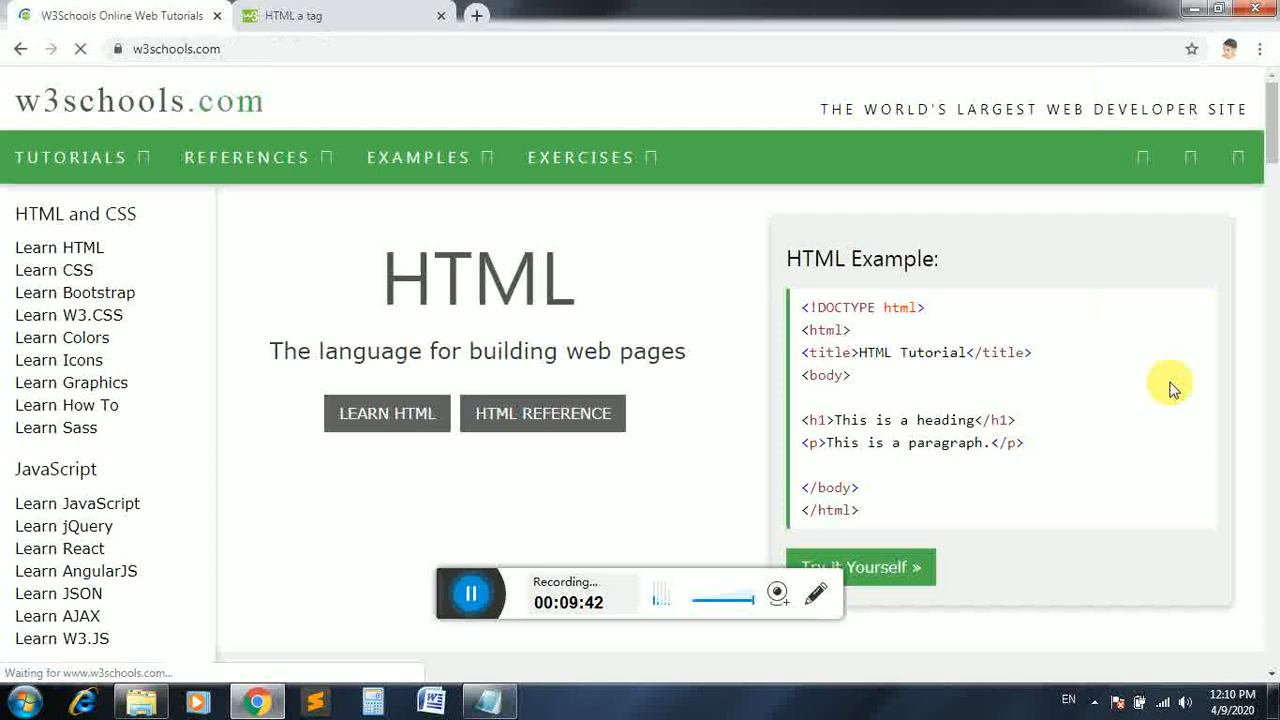 W3Schools Online Web Tutorials
HTML a tag
w3schools.com
w3schools.com
THE WORLD'S LARGEST WEB DEVELOPER SITE
TUTORIALS
REFERENCES
EXAMPLES
EXERCISES
HTML and CSS
Learn HTML
Learn CSS
Learn Bootstrap
Learn W3.CSS
Learn Colors
Learn Icons
Learn Graphics
Learn How To
Learn Sass
JavaScript
Learn JavaScript
Learn jQuery
Learn React
Learn AngularJS
Learn JSON
Learn AJAX
Learn W3.JS
HTML
The language for building web pages
LEARN HTML
HTML REFERENCE
HTML Example:
<!DOCTYPE html>
<html>
<title>HTML Tutorial</title>
<body>
<h1>This is a heading</h1>
<p>This is a paragraph.</p>
</body>
</html>
Try it Yourself »
Recording...
00:09:42
Waiting for www.w3schools.com...
EN
12:10 PM
4/9/2020